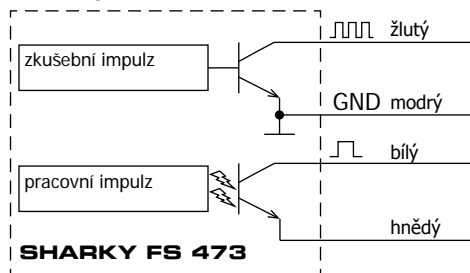 žlutý
zkušební impulz
GND modrý
bílý
pracovní impulz
hnědý
SHARKY FS 473